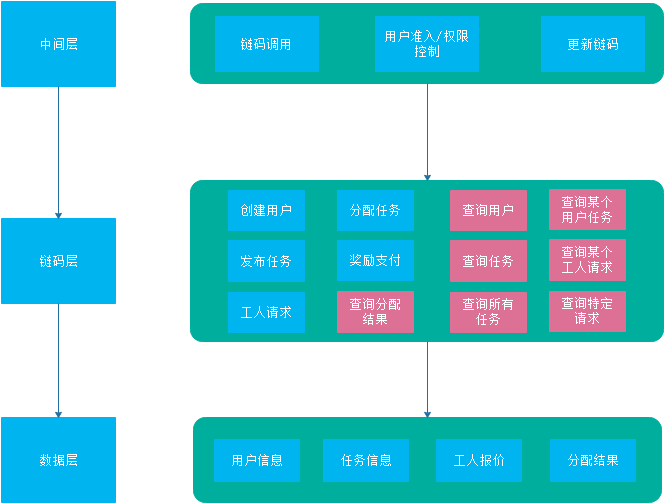 中间层
链码调用
用户准入/权限
控制
更新链码
链码层
创建用户
分配任务
查询用户
查询某个
用户任务
发布任务
奖励支付
查询任务
查询某个
工人请求
工人请求
查询分配
结果
查询所有
任务
查询特定
请求
数据层
用户信息
任务信息
工人报价
分配结果